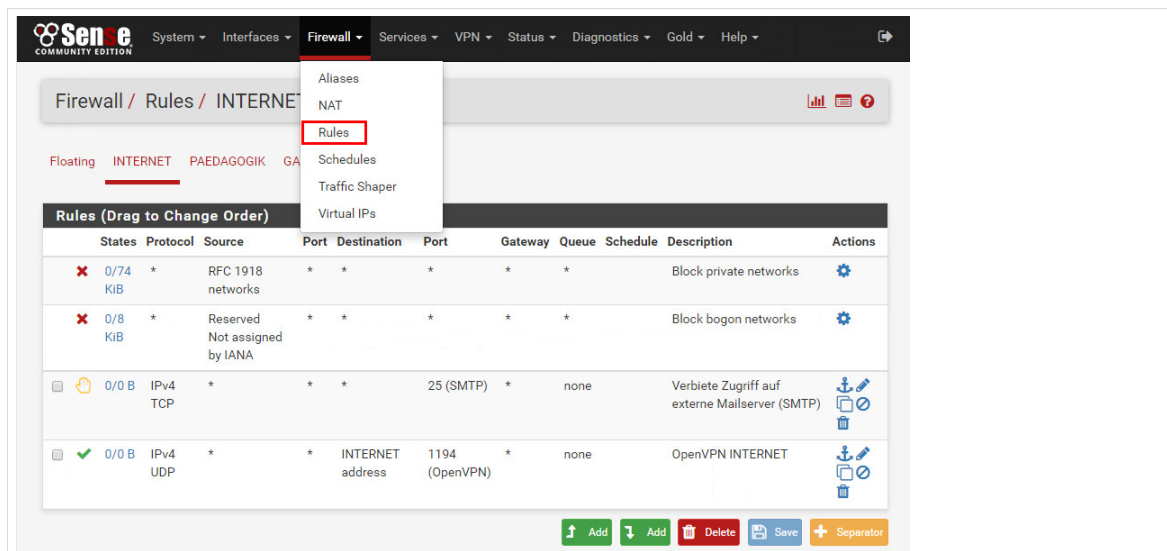 Sense
COMMUNITY EDITION
System Interfaces Firewall Services VPN Status Diagnostics Gold Help
Aliases
NAT
Rules
Schedules
Traffic Shaper
Virtual IPs
Firewall / Rules / INTERNET
Floating INTERNET PAEDAGOGIK GA
Rules (Drag to Change Order)
States Protocol Source Port Destination Port Gateway Queue Schedule Description Actions
0/74 * RFC 1918 * * * * * Block private networks
KiB networks
0/8 * Reserved * * * * * Block bogon networks
KiB Not assigned
by IANA
0/0 B IPv4 * * * 25 (SMTP) * none Verbiete Zugriff auf
TCP externe Mailserver (SMTP)
0/0 B IPv4 * * INTERNET 1194 * none OpenVPN INTERNET
UDP address (OpenVPN)
Add Add Delete Save Separator